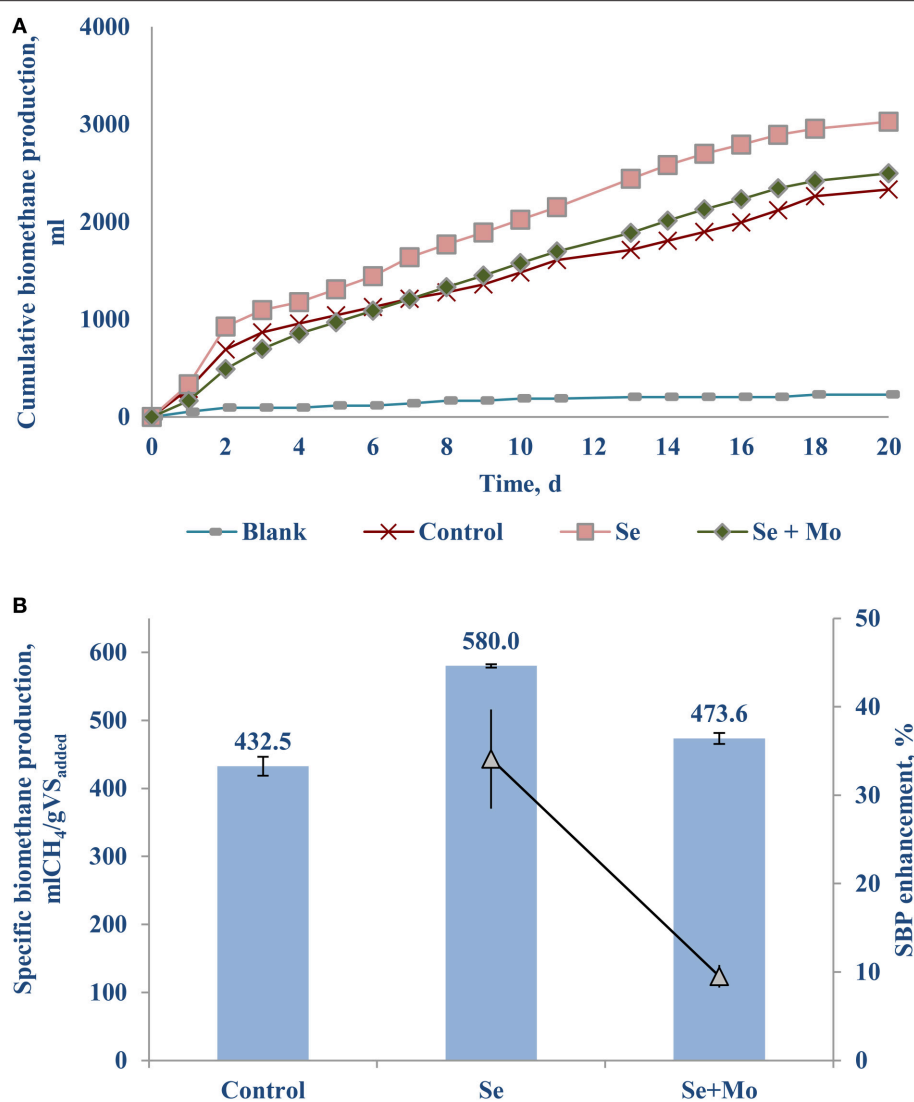 A
Cumulative biomethane production,
ml
4000
3000
2000
1000
0
0 2 4 6 8 10 12 14 16 18 20
Time, d
Blank Control Se Se + Mo
B
Specific biomethane production,
mlCH4/gVSadded
600
500
400
300
200
100
0
432.5
580.0
473.6
50
40
30
20
10
0
SBP enhancement, %
Control Se Se+Mo